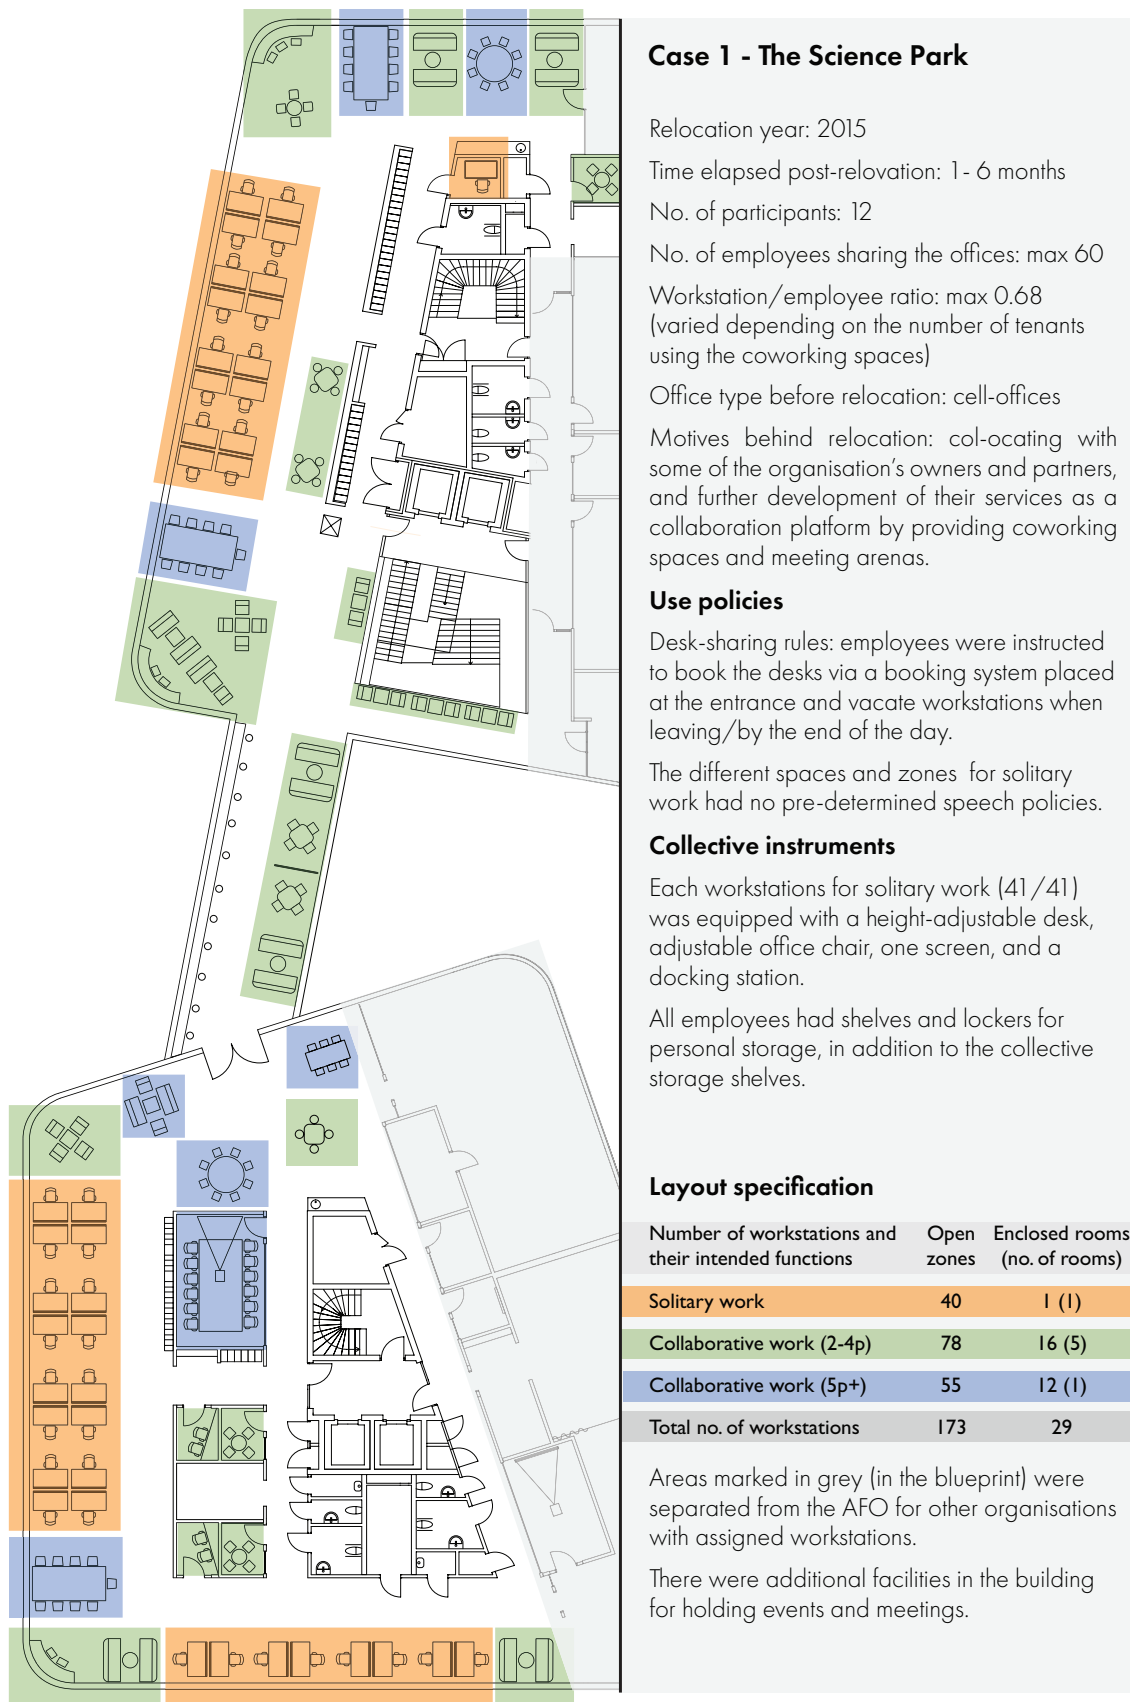 Case 1 - The Science Park
Relocation year: 2015
Time elapsed post-relovation: 1- 6 months
No. of participants: 12
No. of employees sharing the offices: max 60
Workstation/employee ratio: max 0.68
(varied depending on the number of tenants
using the coworking spaces)
Office type before relocation: cell-offices
Motives behind relocation: col-ocating with
some of the organisation's owners and partners,
and further development of their services as a
collaboration platform by providing coworking
spaces and meeting arenas.
Use policies
Desk-sharing rules: employees were instructed
to book the desks via a booking system placed
at the entrance and vacate workstations when
leaving/by the end of the day.
The different spaces and zones for solitary
work had no pre-determined speech policies.
Collective instruments
Each workstations for solitary work (41/41)
was equipped with a height-adjustable desk,
adjustable office chair, one screen, and a
docking station.
All employees had shelves and lockers for
personal storage, in addition to the collective
storage shelves.
Layout specification
Number of workstations and their intended functions Open zones Enclosed rooms (no. of rooms)
Solitary work 40 1 (1)
Collaborative work (2-4p) 78 16 (5)
Collaborative work (5p+) 55 12 (1)
Total no. of workstations 173 29
Areas marked in grey (in the blueprint) were
separated from the AFO for other organisations
with assigned workstations.
There were additional facilities in the building
for holding events and meetings.